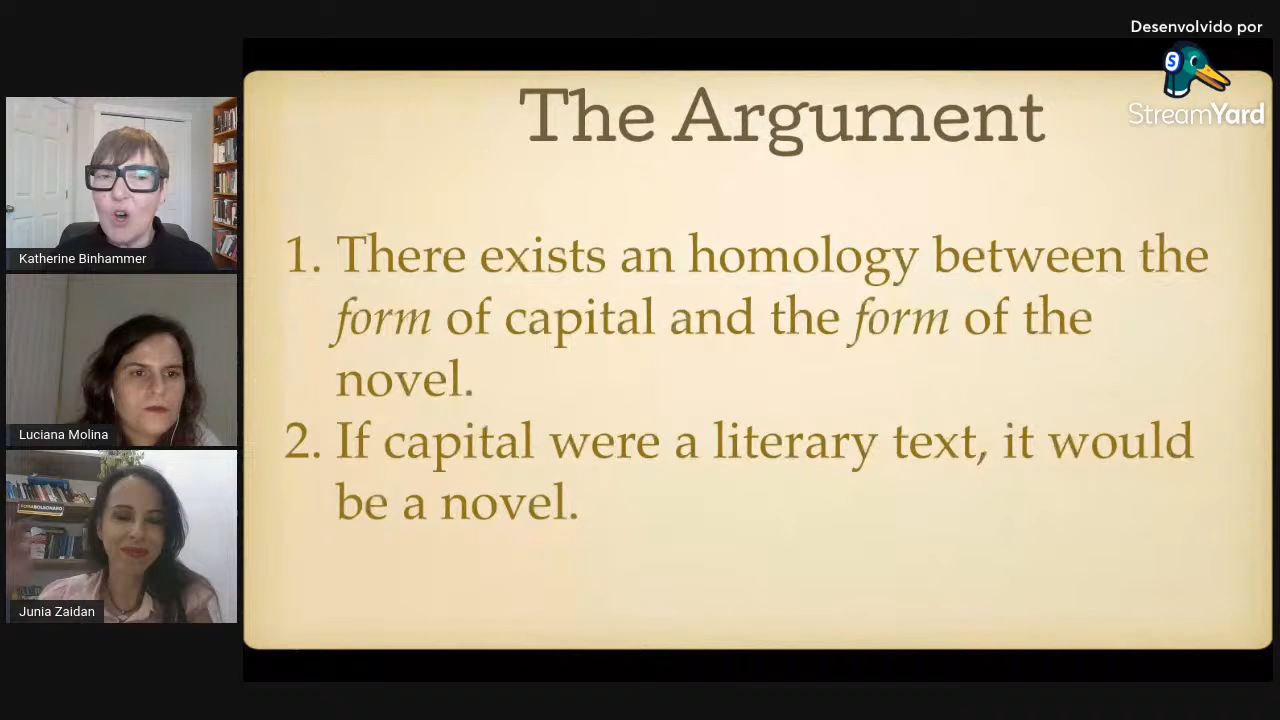 Desenvolvido por
StreamYard
The Argument
1. There exists an homology between the
form of capital and the form of the
novel.
2. If capital were a literary text, it would
be a novel.
Katherine Binhammer
Luciana Molina
Junia Zaidan